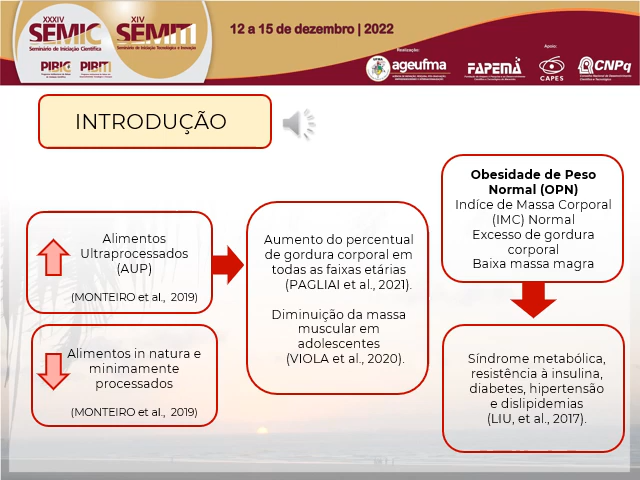 XXXIV
SEMIC
Seminário de Iniciação Científica
XIV
SEMITI
Seminário de Iniciação Tecnológica e Inovação
PIBIC
PIBITI
12 a 15 de dezembro | 2022
Realização:
ageufma
FAPEMA
Apoio:
CAPES
CNPq
INTRODUÇÃO
Alimentos
Ultraprocessados
(AUP)
(MONTEIRO et al., 2019)
Alimentos in natura e
minimamente
processados
(MONTEIRO et al., 2019)
Aumento do percentual
de gordura corporal em
todas as faixas etárias
(PAGLIAI et al., 2021).
Diminuição da massa
muscular em
adolescentes
(VIOLA et al., 2020).
Obesidade de Peso
Normal (OPN)
Indíce de Massa Corporal
(IMC) Normal
Excesso de gordura
corporal
Baixa massa magra
Síndrome metabólica,
resistência à insulina,
diabetes, hipertensão
e dislipidemias
(LIU, et al., 2017).